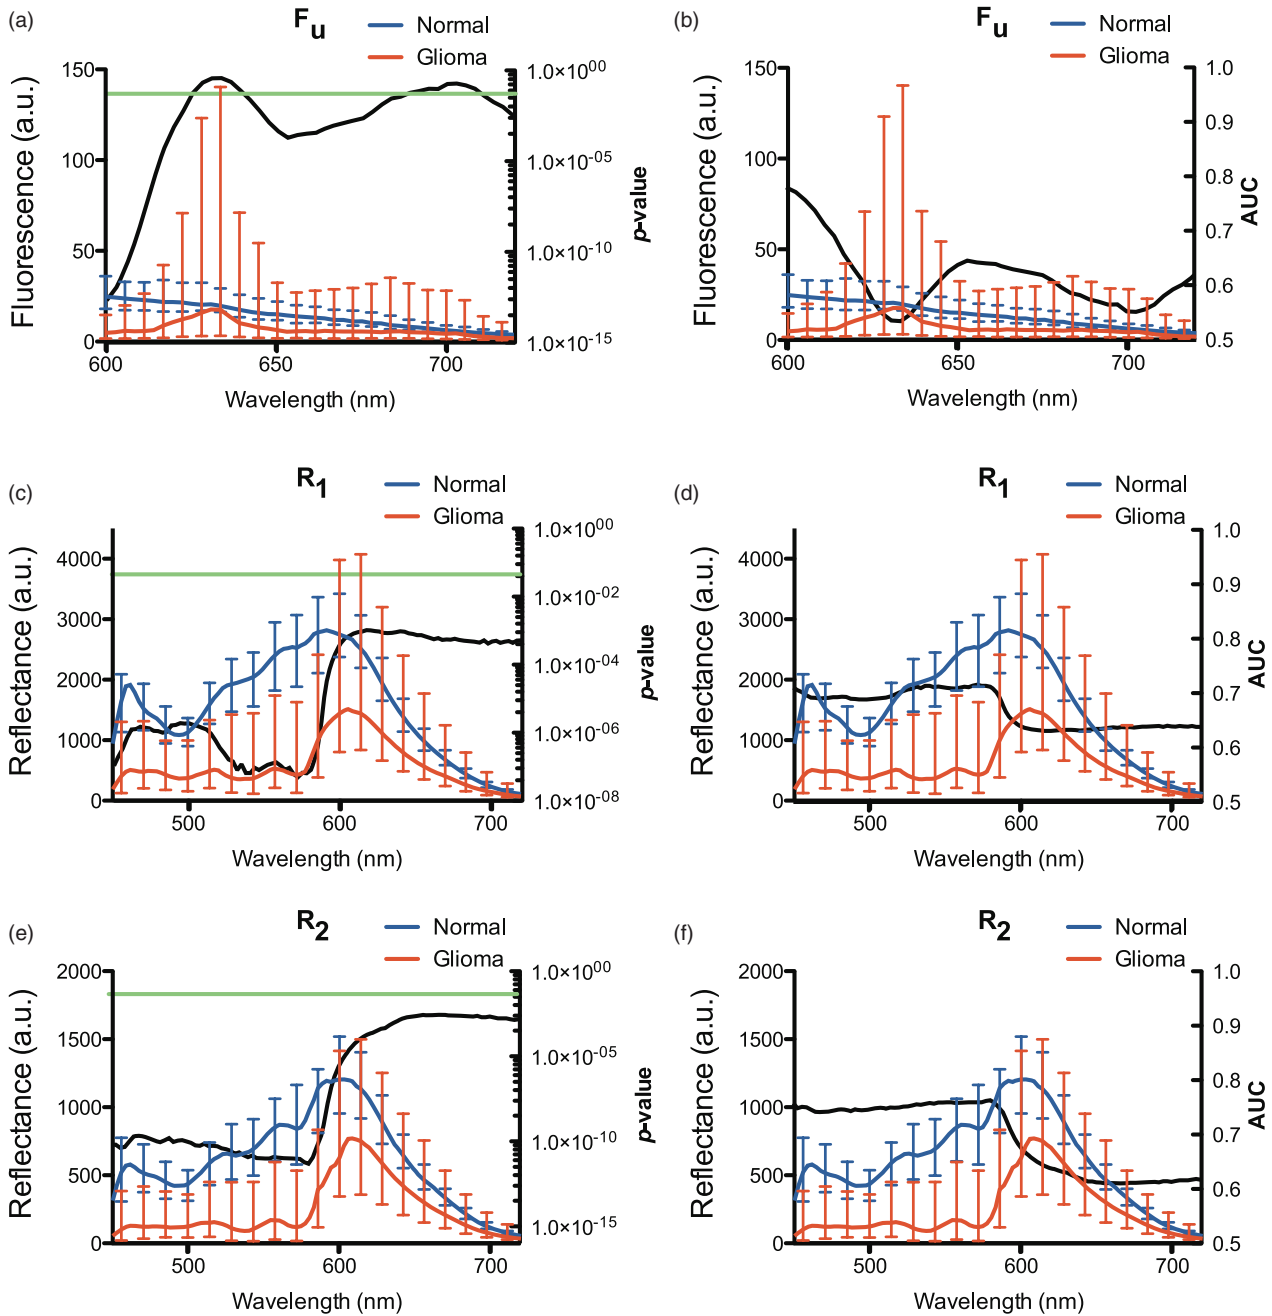 (a)
F u
Normal
Glioma
150
100
50
0
Fluorescence (a.u.)
600
650
700
Wavelength (nm)
1.0×10^00
1.0×10^-05
1.0×10^-10
1.0×10^-15
p-value
(b)
F u
Normal
Glioma
150
100
50
0
Fluorescence (a.u.)
600
650
700
Wavelength (nm)
1.0
0.9
0.8
0.7
0.6
0.5
AUC
(c)
R 1
Normal
Glioma
4000
3000
2000
1000
0
Reflectance (a.u.)
500
600
700
Wavelength (nm)
1.0×10^00
1.0×10^-02
1.0×10^-04
1.0×10^-06
1.0×10^-08
p-value
(d)
R 1
Normal
Glioma
4000
3000
2000
1000
0
Reflectance (a.u.)
500
600
700
Wavelength (nm)
1.0
0.9
0.8
0.7
0.6
0.5
AUC
(e)
R 2
Normal
Glioma
2000
1500
1000
500
0
Reflectance (a.u.)
500
600
700
Wavelength (nm)
1.0×10^00
1.0×10^-05
1.0×10^-10
1.0×10^-15
p-value
(f)
R 2
Normal
Glioma
2000
1500
1000
500
0
Reflectance (a.u.)
500
600
700
Wavelength (nm)
1.0
0.9
0.8
0.7
0.6
0.5
AUC